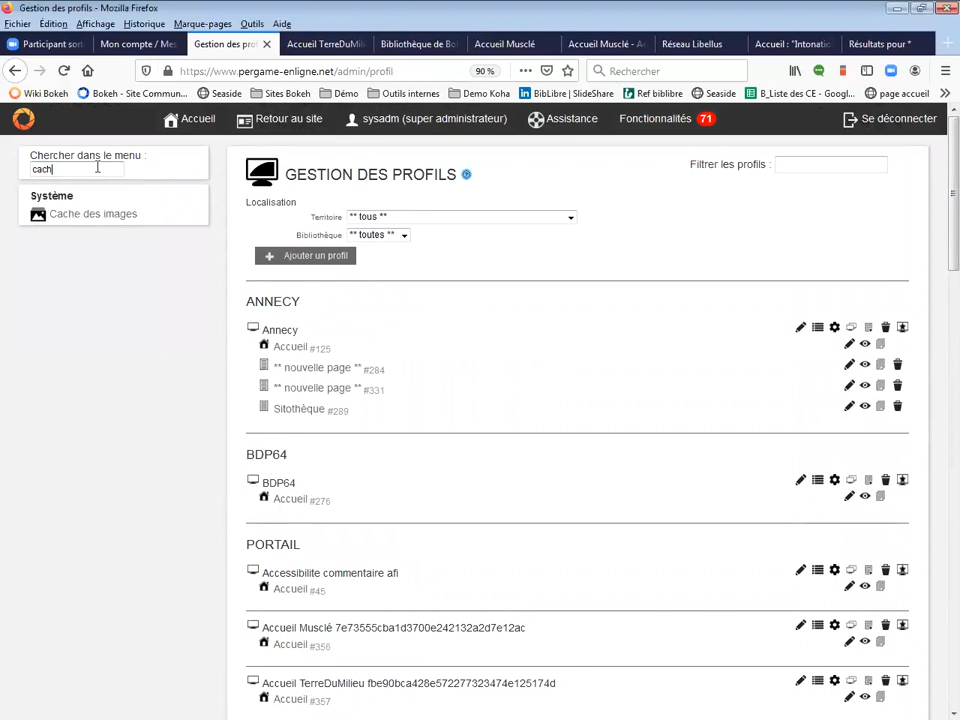 Gestion des profils - Mozilla Firefox
Fichier Édition Affichage Historique Marque-pages Outils Aide
Participant sort Mon compte / Mes Gestion des prof Accueil TerreDuMili Bibliothèque de Bo Accueil Musclé Accueil Musclé - Ac Réseau Libellus Accueil : "Intonatio Résultats pour *
https://www.pergame-enligne.net/admin/profil 90 % Rechercher
Wiki Bokeh Bokeh - Site Commun... Seaside Sites Bokeh Démo Outils internes Demo Koha BibLibre | SlideShare Ref biblibre Seaside B_Liste des CE - Googl... page accueil
Accueil Retour au site sysadm (super administrateur) Assistance Fonctionnalités 71 Se déconnecter
Chercher dans le menu :
cach
Système
Cache des images
GESTION DES PROFILS
Filtrer les profils :
Localisation
Territoire ** tous **
Bibliothèque ** toutes **
Ajouter un profil
ANNECY
Annecy
Accueil #125
** nouvelle page ** #284
** nouvelle page ** #331
Sitothèque #289
BDP64
BDP64
Accueil #276
PORTAIL
Accessibilite commentaire afi
Accueil #45
Accueil Musclé 7e73555cba1d3700e242132a2d7e12ac
Accueil #356
Accueil TerreDuMilieu fbe90bca428e572277323474e125174d
Accueil #357